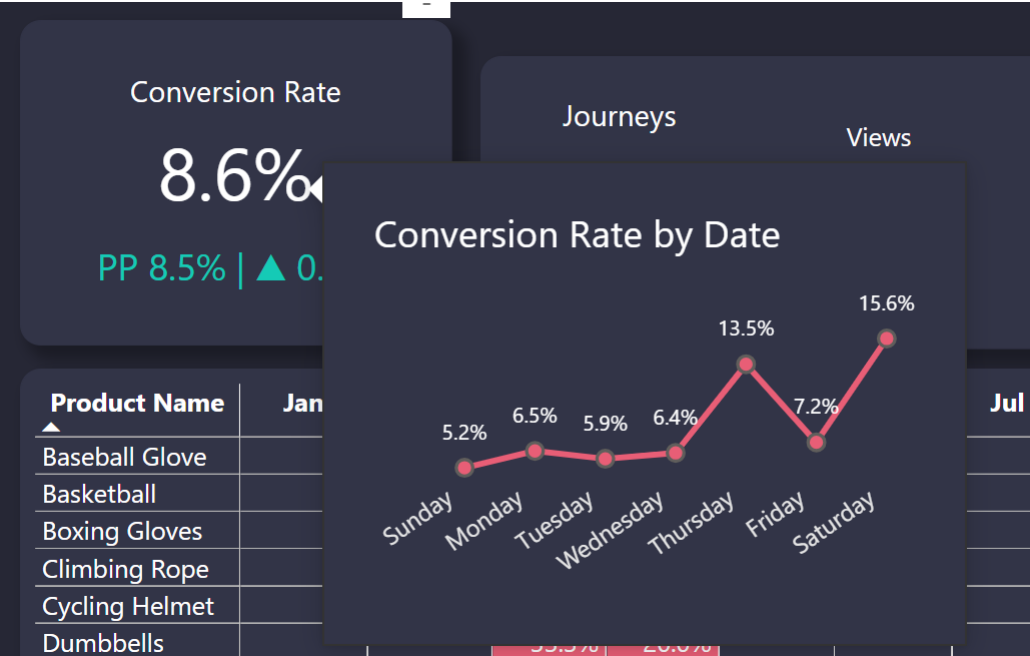 Conversion Rate
8.6%
PP 8.5% | ▲ 0.
Journeys
Views
Conversion Rate by Date
15.6%
13.5%
7.2%
6.4%
6.5%
5.9%
5.2%
Sunday
Monday
Tuesday
Wednesday
Thursday
Friday
Saturday
Product Name
Jan
Jul
Baseball Glove
Basketball
Boxing Gloves
Climbing Rope
Cycling Helmet
Dumbbells